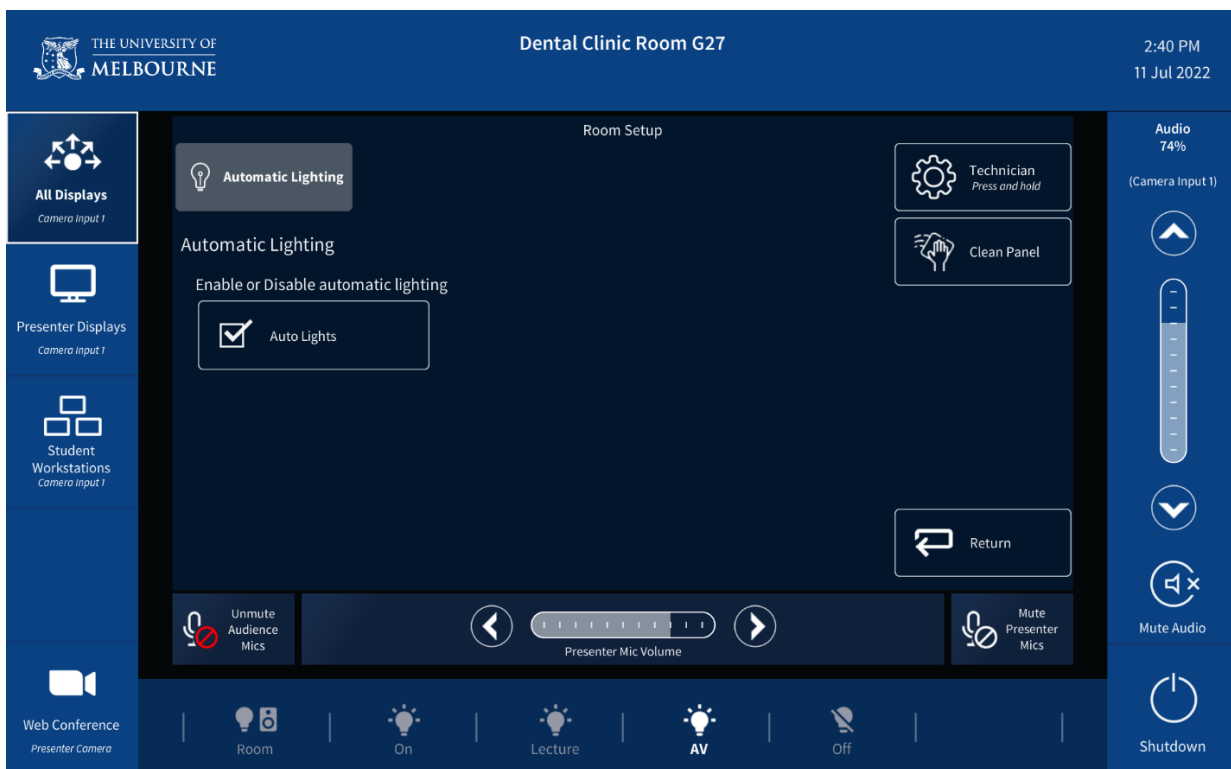 THE UNIVERSITY OF
MELBOURNE
Dental Clinic Room G27
2:40 PM
11 Jul 2022
All Displays
Camera Input 1
Presenter Displays
Camera Input 1
Student
Workstations
Camera Input 1
Web Conference
Presenter Camera
Room Setup
Automatic Lighting
Technician
Press and hold
Clean Panel
Automatic Lighting
Enable or Disable automatic lighting
Auto Lights
Return
Unmute
Audience
Mics
Presenter Mic Volume
Mute
Presenter
Mics
Room
On
Lecture
AV
Off
Audio
74%
(Camera Input 1)
Mute Audio
Shutdown